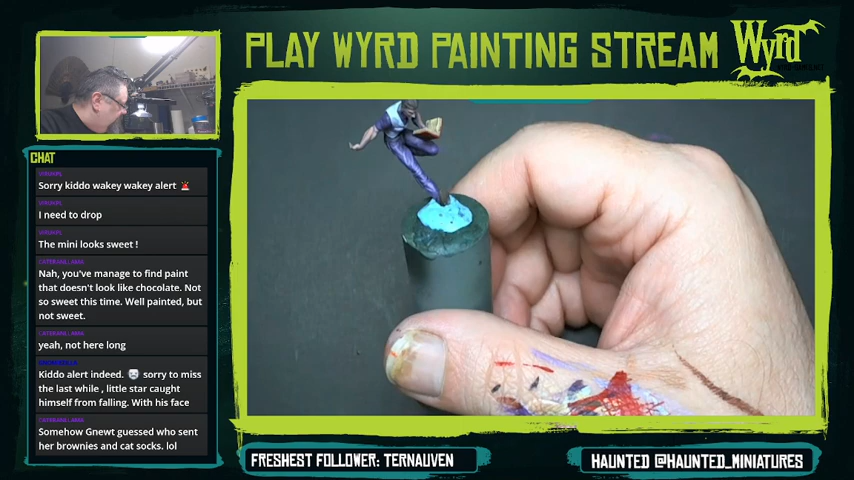 PLAY WYRD PAINTING STREAM
Wyrd
CHAT
Sorry kiddo wakey wakey alert
I need to drop
The mini looks sweet !
CATERANLLAMA
Nah, you've manage to find paint
that doesn't look like chocolate. Not
so sweet this time. Well painted, but
not sweet.
CATERANLLAMA
yeah, not here long
Kiddo alert indeed. sorry to miss
the last while , little star caught
himself from falling. With his face
CATERANLLAMA
Somehow Gnewt guessed who sent
her brownies and cat socks. lol
FRESHEST FOLLOWER: TERNAUVEN
HAUNTED @HAUNTED_MINIATURES